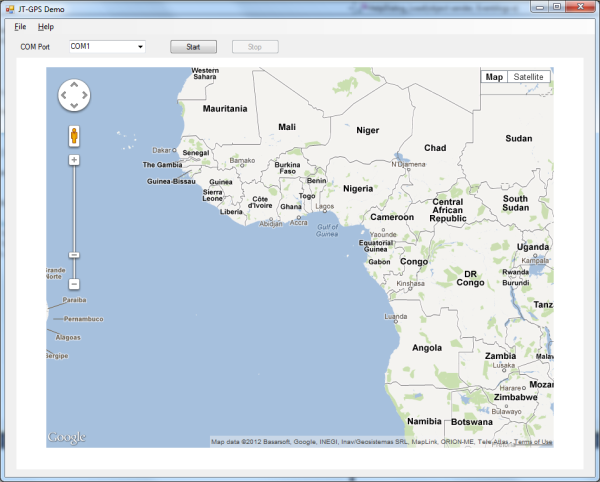 JT-GPS Demo
File Help
COM Port COM1 Start Stop
Map Satellite
Western
Sahara
Mauritania
Mali
Niger
Chad
Sudan
Dakar
Senegal
The Gambia
Bamako
Burkina
Faso
N'Djamena
Guinea-Bissau
Guinea
Benin
Nigeria
Sierra
Leone
Côte
d'Ivoire
Togo
Ghana
Lagos
Liberia
Abidjan
Accra
Gulf of
Guinea
Cameroon
Central
African
Republic
South
Sudan
Yaounde
Equatorial
Guinea
Gabon
Congo
Uganda
Kampala
DR
Congo
Rwanda
Burundi
Kinshasa
Grande
Norte
Paraiba
Pernambuco
Alagoas
Sergipe
Tanz
Luanda
Angola
Zambia
Lusaka
Malaw
Harare
Mozam
Zimbabwe
Bulawayo
Namibia
Botswana
Google
Map data ©2012 Basarsoft, Google, INEGI, Inav/Geosistemas SRL, MapLink, ORION-ME, Tele Atlas - Terms of Use